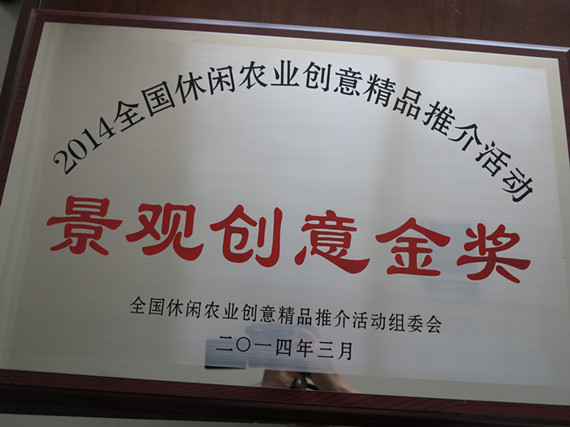 2014全国休闲农业创意精品推介活动
景观创意金奖
全国休闲农业创意精品推介活动组委会
二〇一四年三月